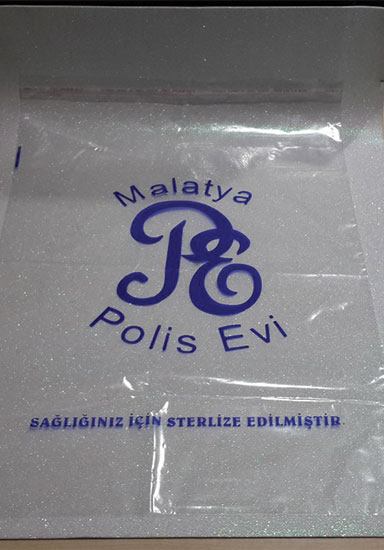 Malatya
PE
Polis Evi
SAĞLIĞINIZ İÇİN STERLİZE EDİLMİŞTİR